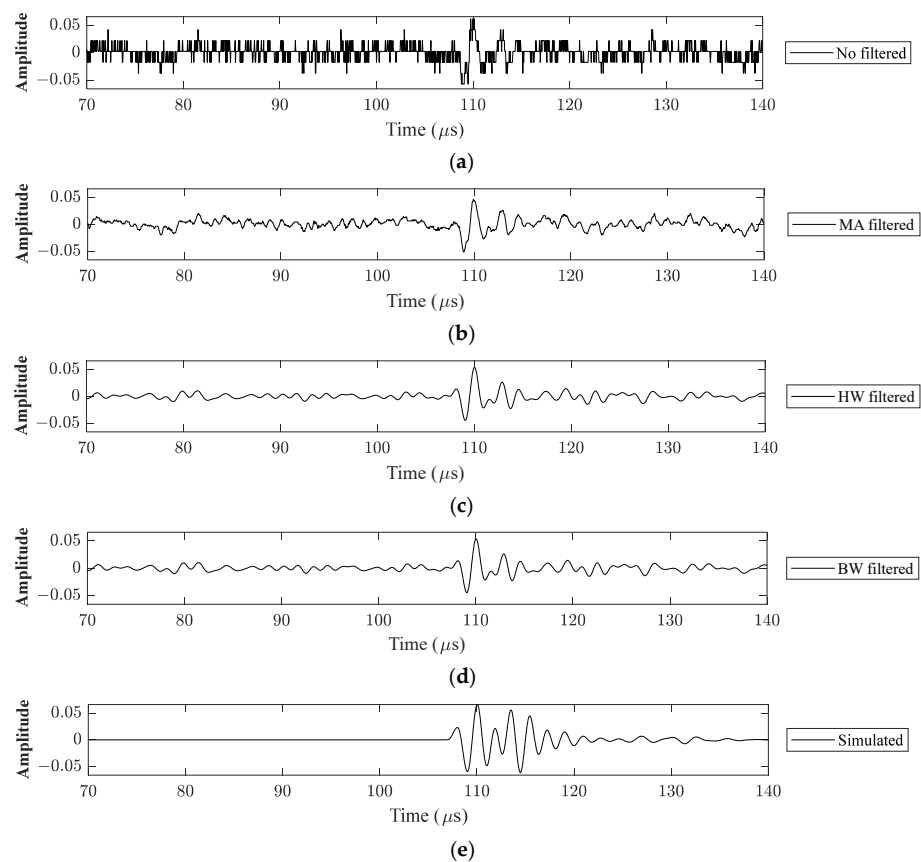 Amplitude
0.05
0
−0.05
70 80 90 100 110 120 130 140
Time (μs)
No filtered
(a)
Amplitude
0.05
0
−0.05
70 80 90 100 110 120 130 140
Time (μs)
MA filtered
(b)
Amplitude
0.05
0
−0.05
70 80 90 100 110 120 130 140
Time (μs)
HW filtered
(c)
Amplitude
0.05
0
−0.05
70 80 90 100 110 120 130 140
Time (μs)
BW filtered
(d)
Amplitude
0.05
0
−0.05
70 80 90 100 110 120 130 140
Time (μs)
Simulated
(e)